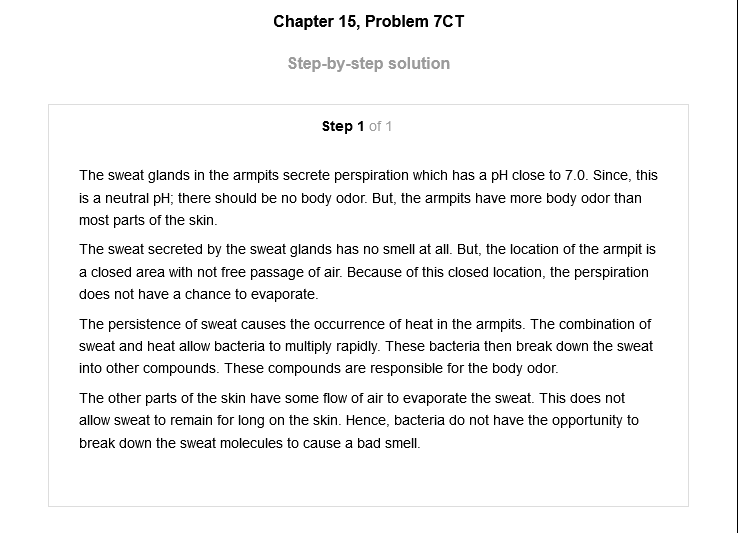 Chapter 15, Problem 7CT
Step-by-step solution
Step 1 of 1
The sweat glands in the armpits secrete perspiration which has a pH close to 7.0. Since, this
is a neutral pH; there should be no body odor. But, the armpits have more body odor than
most parts of the skin.
The sweat secreted by the sweat glands has no smell at all. But, the location of the armpit is
a closed area with not free passage of air. Because of this closed location, the perspiration
does not have a chance to evaporate.
The persistence of sweat causes the occurrence of heat in the armpits. The combination of
sweat and heat allow bacteria to multiply rapidly. These bacteria then break down the sweat
into other compounds. These compounds are responsible for the body odor.
The other parts of the skin have some flow of air to evaporate the sweat. This does not
allow sweat to remain for long on the skin. Hence, bacteria do not have the opportunity to
break down the sweat molecules to cause a bad smell.